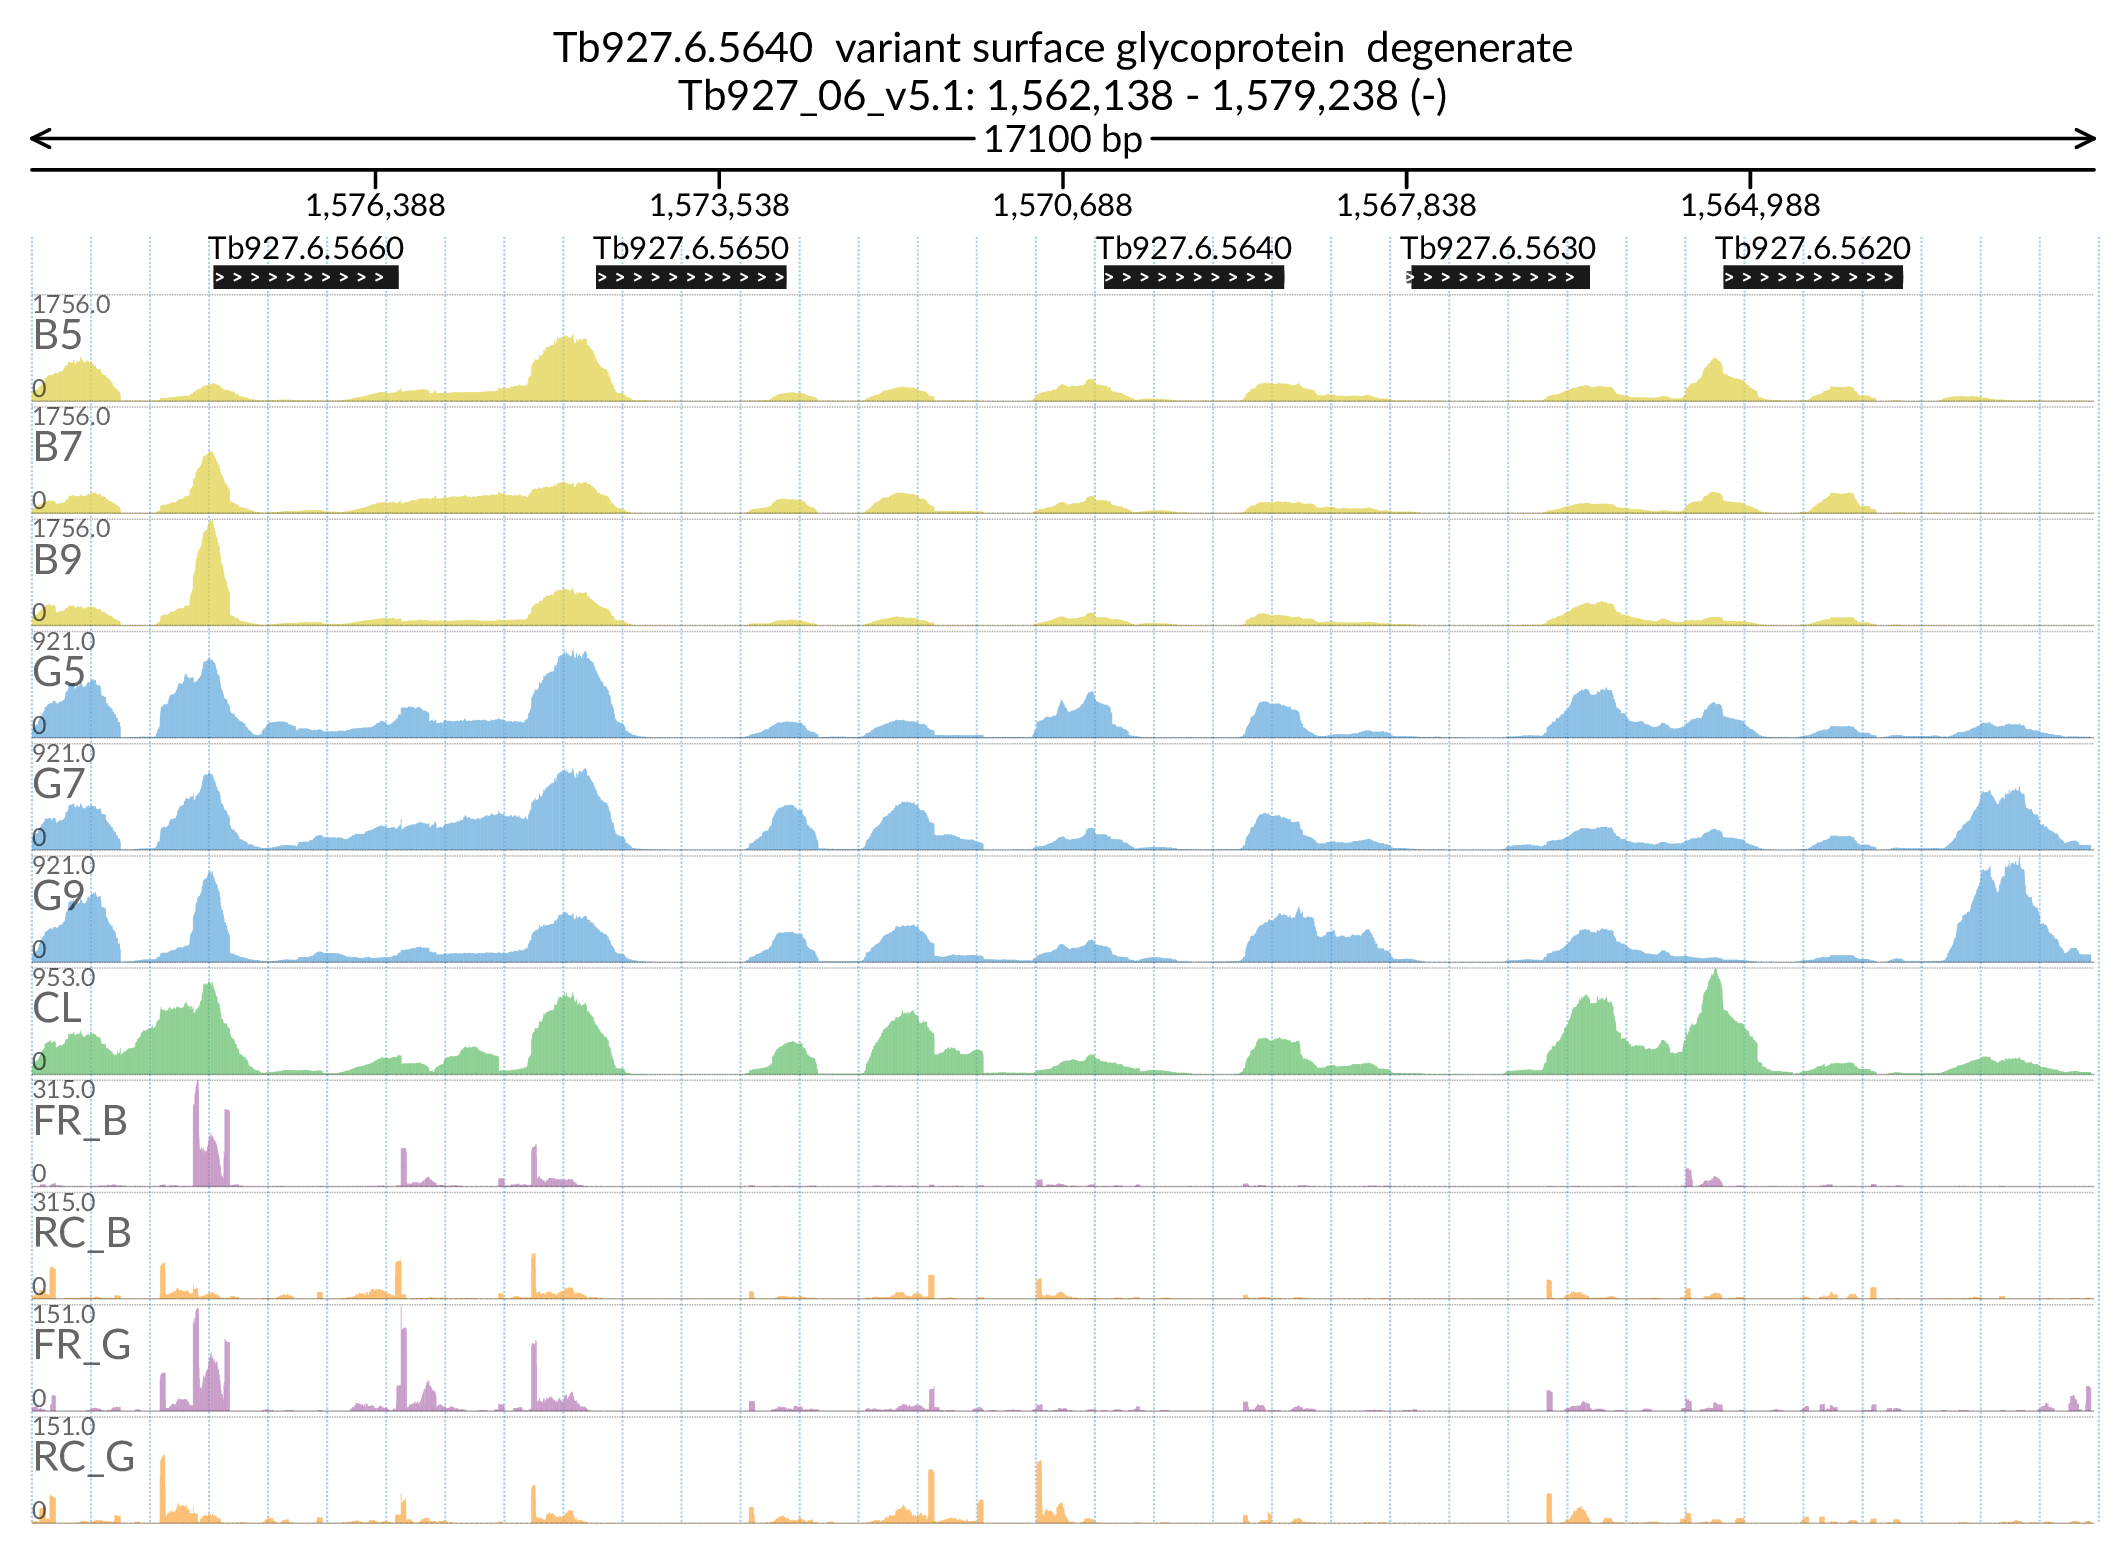 Tb927.6.5640 variant surface glycoprotein degenerate
Tb927_06_v5.1: 1,562,138 - 1,579,238 (-)
17100 bp
1,576,388 1,573,538 1,570,688 1,567,838 1,564,988
Tb927.6.5660 Tb927.6.5650 Tb927.6.5640 Tb927.6.5630 Tb927.6.5620
1756.0
B5
0
1756.0
B7
0
1756.0
B9
0
921.0
G5
0
921.0
G7
0
921.0
G9
0
953.0
CL
0
315.0
FR_B
0
315.0
RC_B
0
151.0
FR_G
0
151.0
RC_G
0